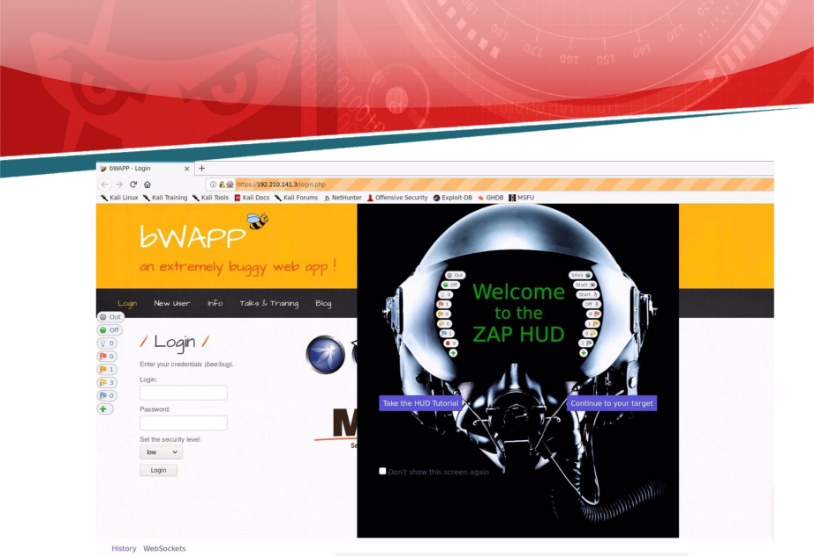 bWAPP - Login
https://192.210.141.3/login.php
Kali Linux Kali Training Kali Tools Kali Docs Kali Forums NetHunter Offensive Security Exploit-DB GHDB MSFU
bWAPP
an extremely buggy web app !
Login New User Info Talks & Training Blog
Out
Off
0
0
1
3
0
/ Login /
Enter your credentials (bee/bug).
Login:
Password:
Set the security level:
low
Login
Welcome
to the
ZAP HUD
Take the HUD Tutorial
Continue to your target
Don't show this screen again
History WebSockets